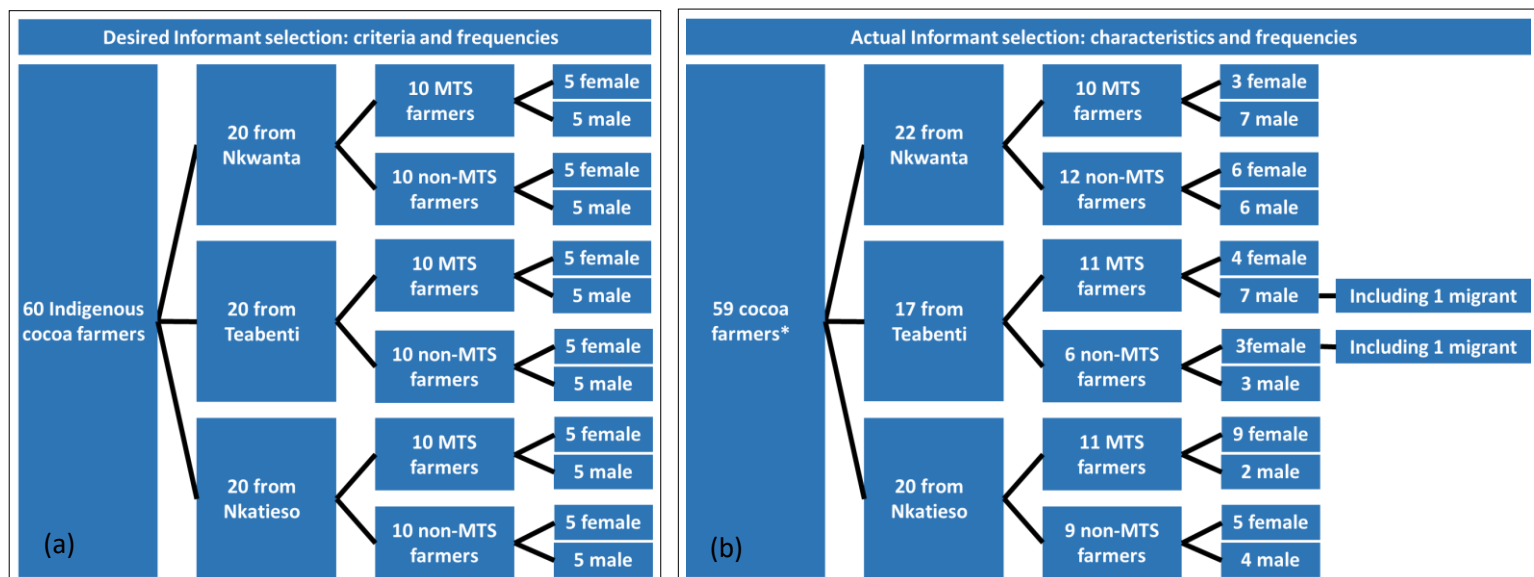 Desired Informant selection: criteria and frequencies
60 Indigenous
cocoa farmers
20 from
Nkwanta
10 MTS
farmers
5 female
5 male
10 non-MTS
farmers
5 female
5 male
20 from
Teabenti
10 MTS
farmers
5 female
5 male
10 non-MTS
farmers
5 female
5 male
20 from
Nkatieso
10 MTS
farmers
5 female
5 male
10 non-MTS
farmers
5 female
5 male
(a)
Actual Informant selection: characteristics and frequencies
59 cocoa
farmers*
22 from
Nkwanta
10 MTS
farmers
3 female
7 male
12 non-MTS
farmers
6 female
6 male
17 from
Teabenti
11 MTS
farmers
4 female
7 male
Including 1 migrant
6 non-MTS
farmers
3female
Including 1 migrant
3 male
20 from
Nkatieso
11 MTS
farmers
9 female
2 male
9 non-MTS
farmers
5 female
4 male
(b)